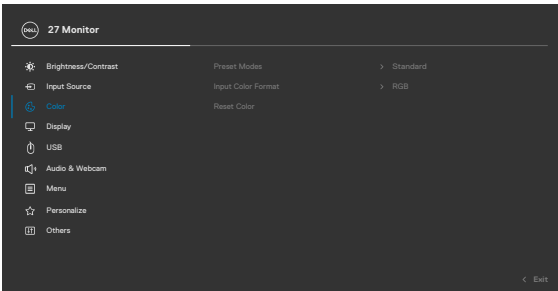 DELL 27 Monitor
Brightness/Contrast Preset Modes > Standard
Input Source Input Color Format > RGB
Color Reset Color
Display
USB
Audio & Webcam
Menu
Personalize
Others
< Exit